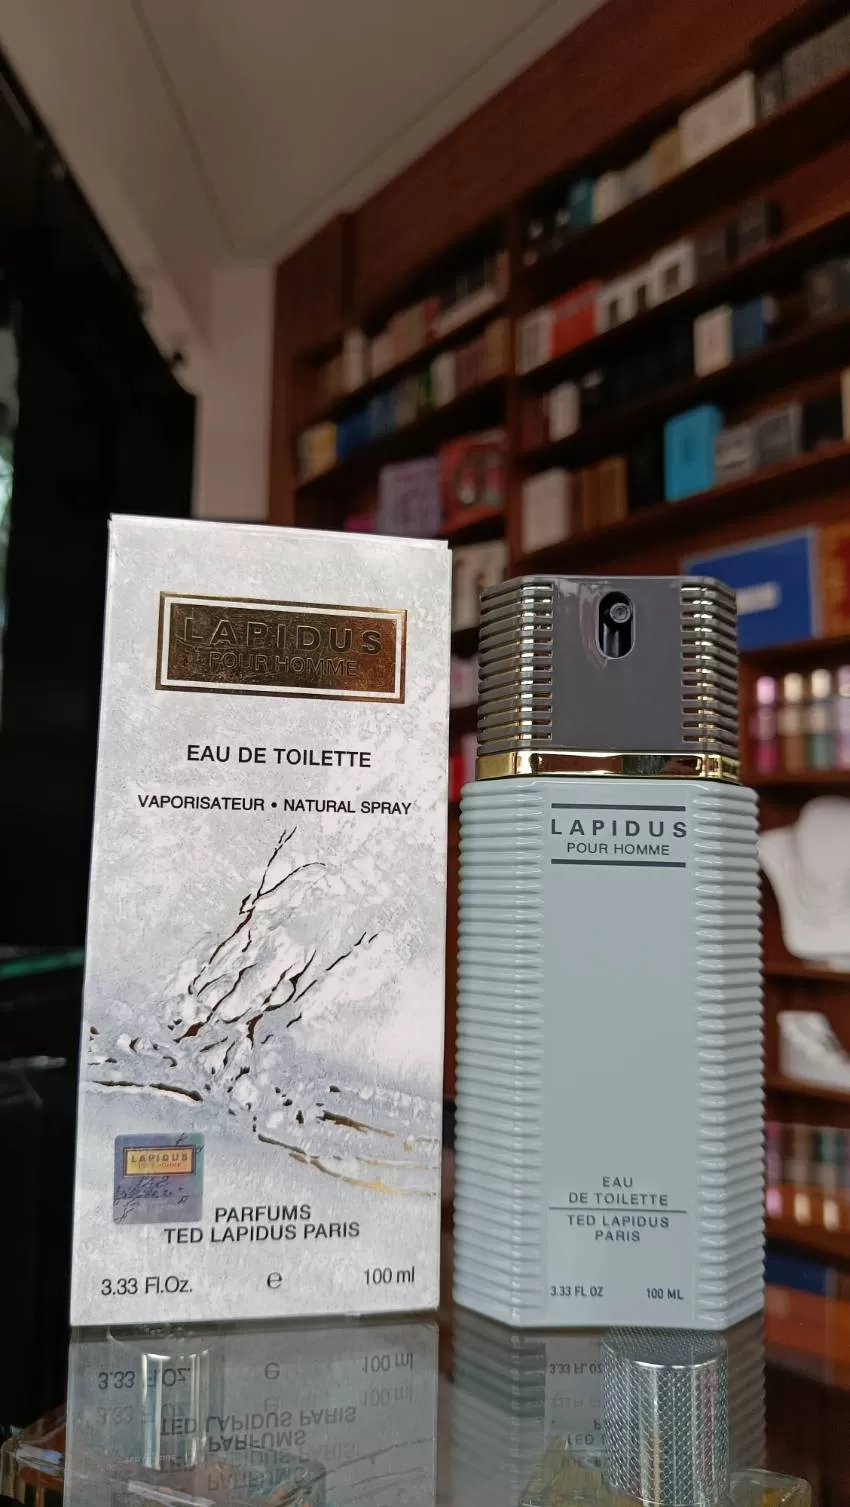 LAPIDUS
POUR HOMME
EAU DE TOILETTE
VAPORISATEUR • NATURAL SPRAY
LAPIDUS
POUR HOMME
PARFUMS
TED LAPIDUS PARIS
3.33 Fl.Oz. e 100 ml
LAPIDUS
POUR HOMME
EAU
DE TOILETTE
TED LAPIDUS
PARIS
3.33 FL OZ 100 ML